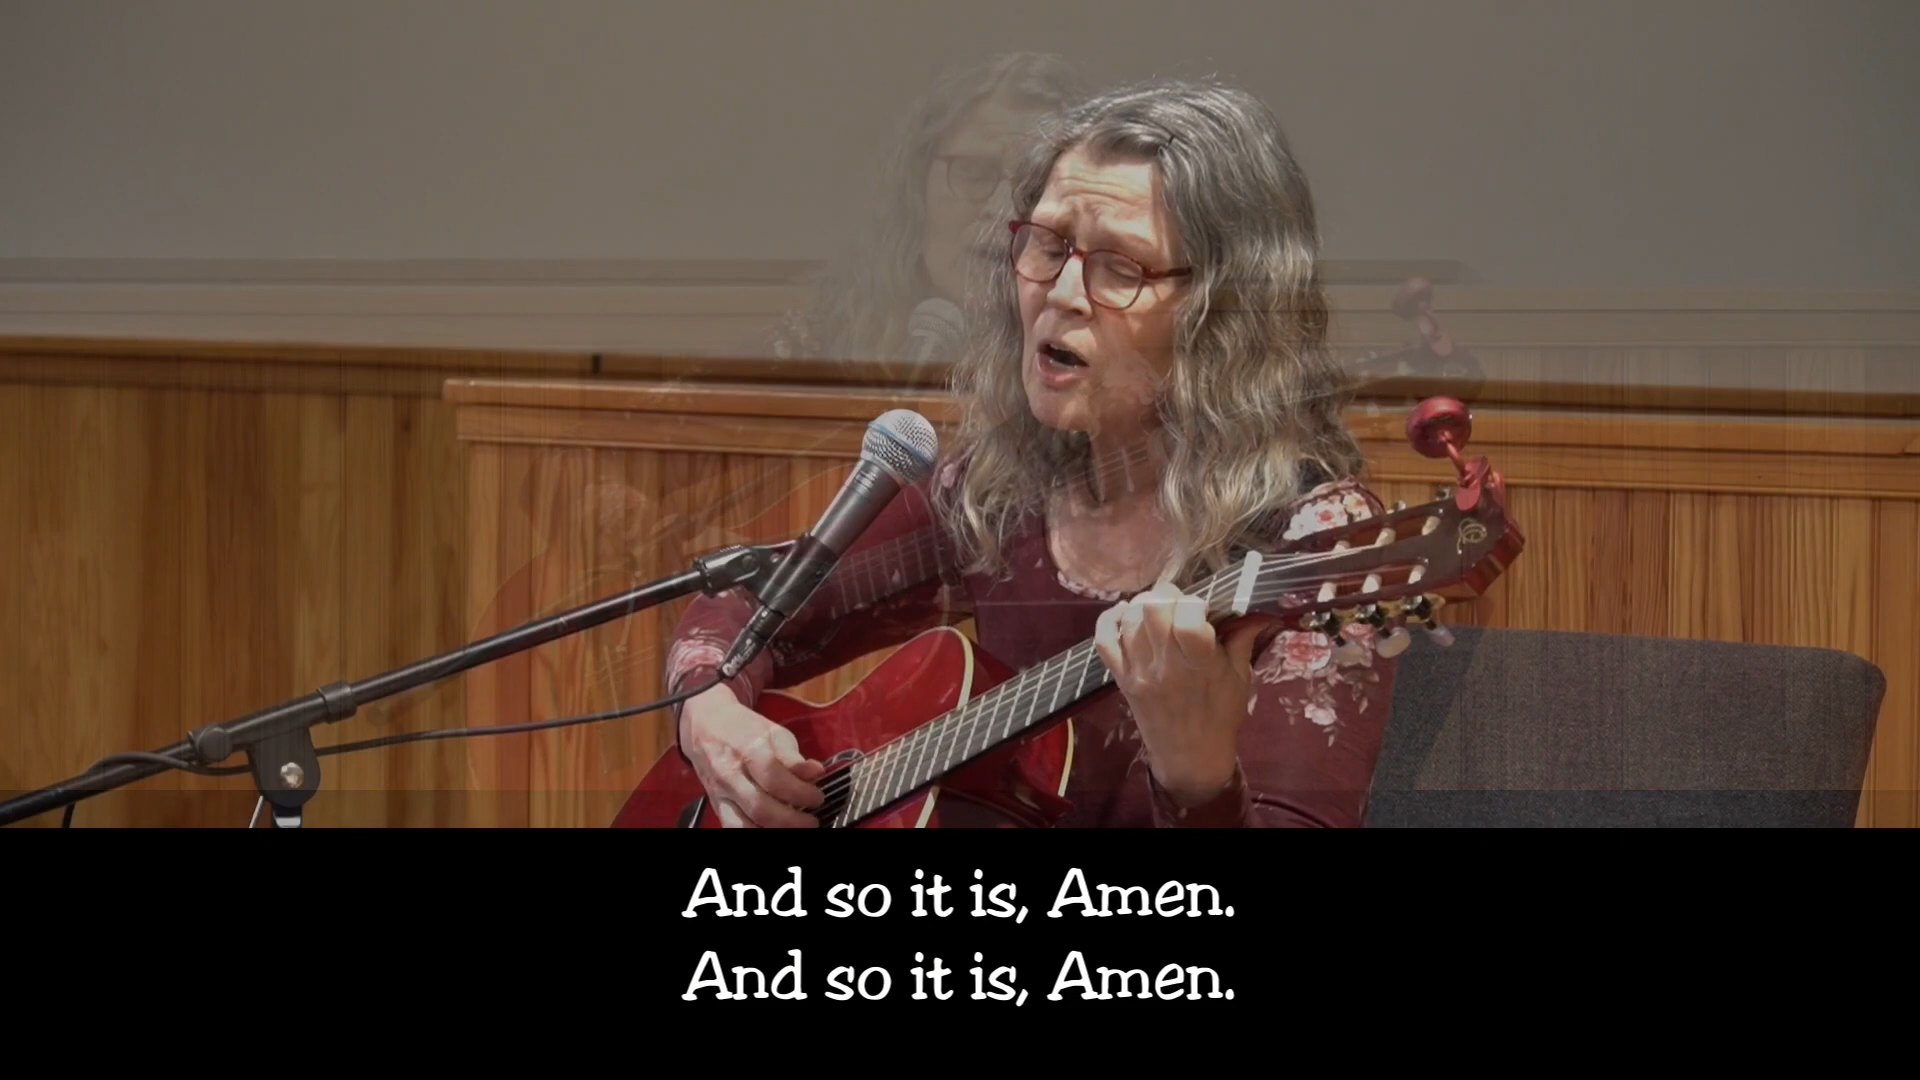 And so it is, Amen.
And so it is, Amen.